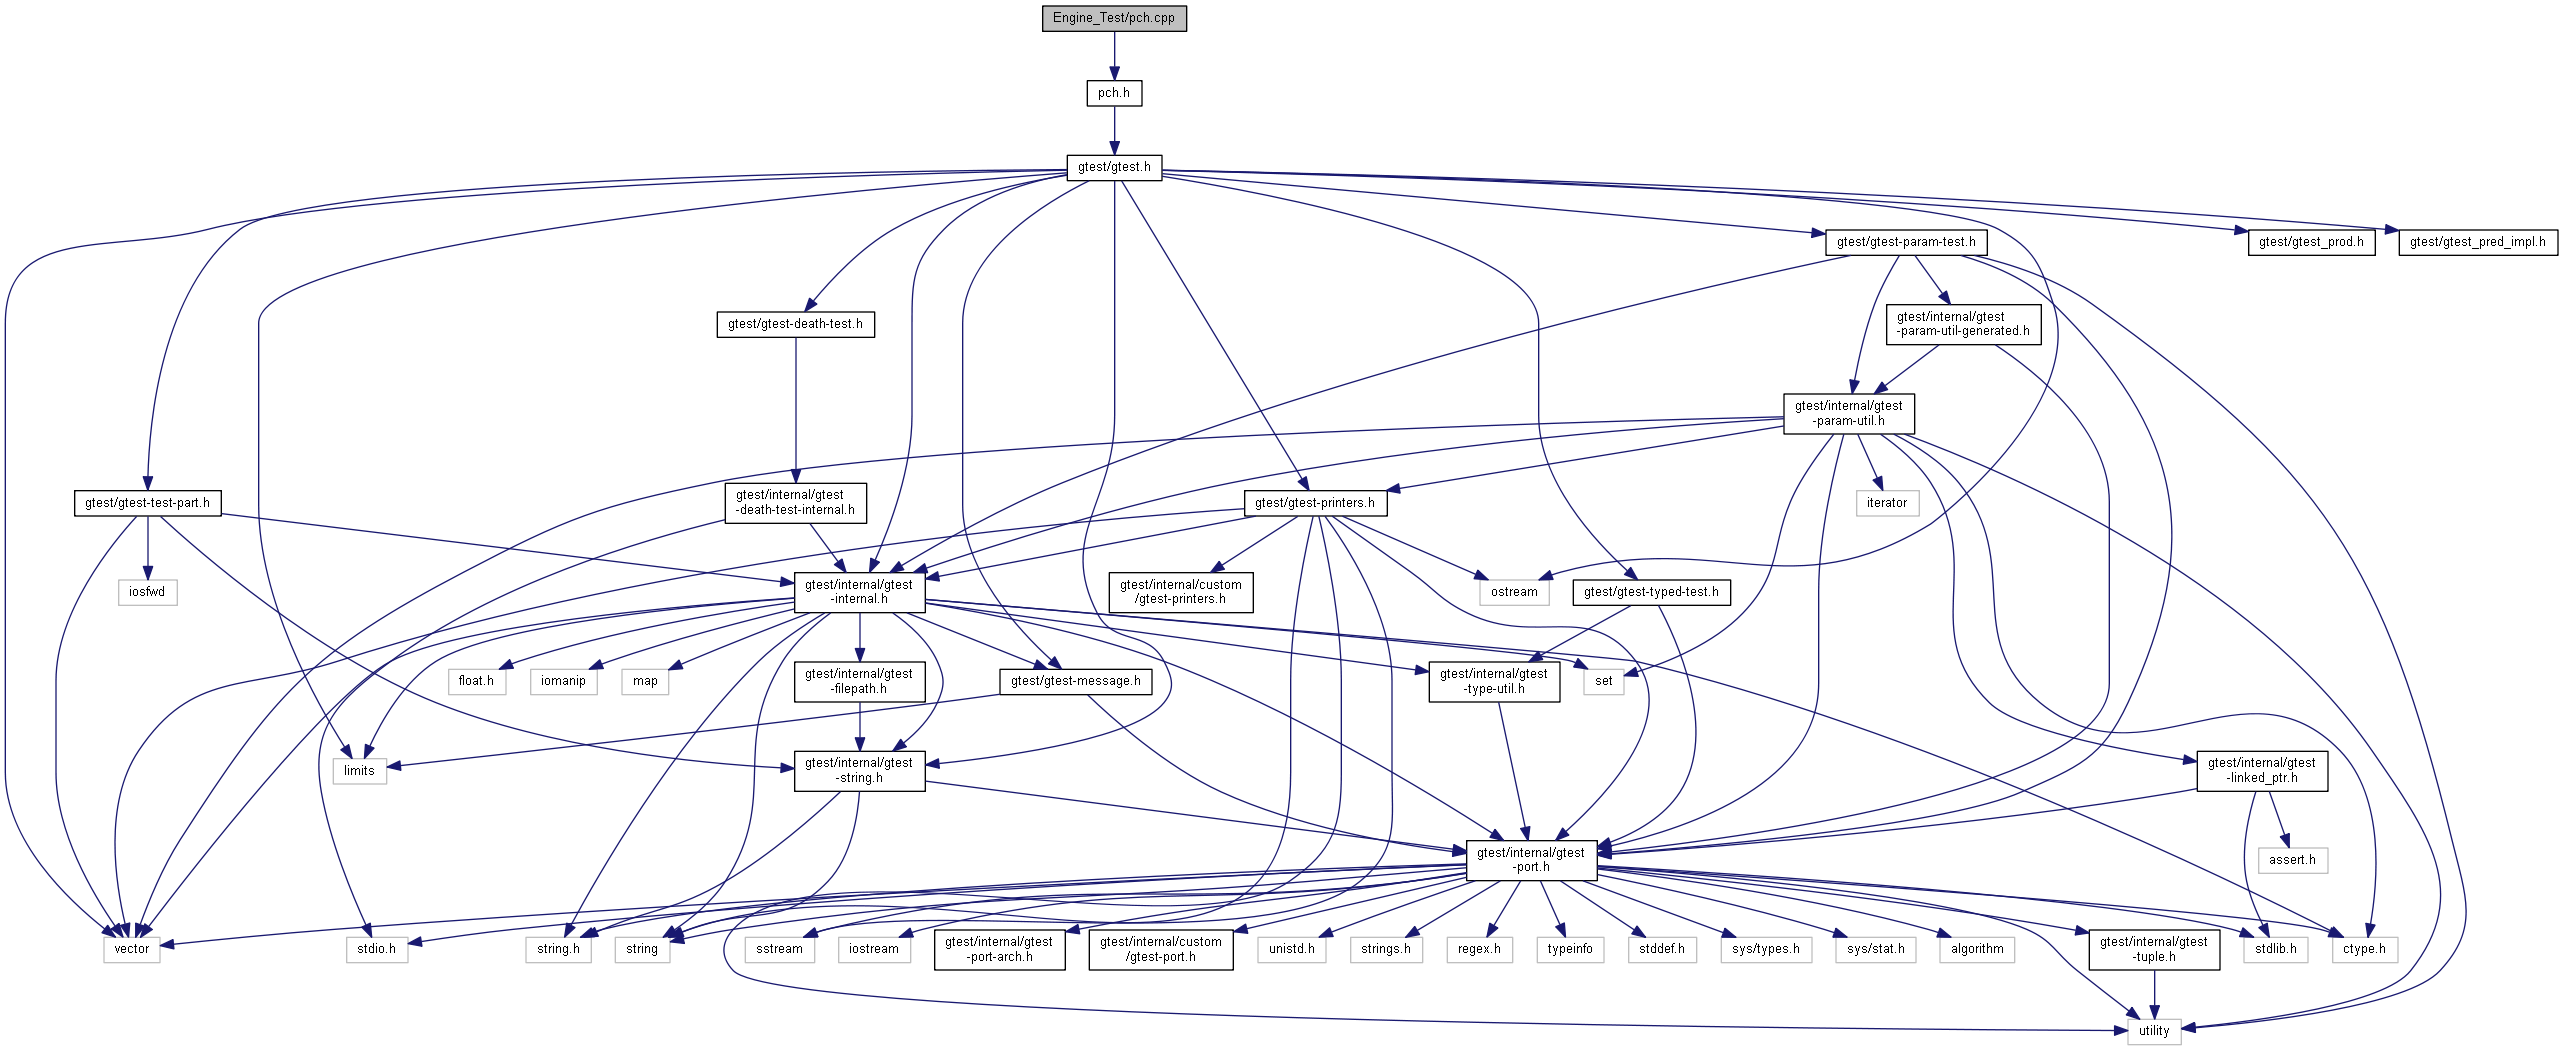 Engine_Test/pch.cpp
pch.h
gtest/gtest.h
gtest/gtest-param-test.h
gtest/gtest_prod.h
gtest/gtest_pred_impl.h
gtest/gtest-death-test.h
gtest/internal/gtest
-param-util-generated.h
gtest/internal/gtest
-param-util.h
gtest/gtest-test-part.h
gtest/internal/gtest
-death-test-internal.h
gtest/gtest-printers.h
iterator
iosfwd
gtest/internal/gtest
-internal.h
gtest/internal/custom
/gtest-printers.h
ostream
gtest/gtest-typed-test.h
float.h
iomanip
map
gtest/internal/gtest
-filepath.h
gtest/gtest-message.h
gtest/internal/gtest
-type-util.h
set
limits
gtest/internal/gtest
-string.h
gtest/internal/gtest
-linked_ptr.h
gtest/internal/gtest
-port.h
assert.h
vector
stdio.h
string.h
string
sstream
iostream
gtest/internal/gtest
-port-arch.h
gtest/internal/custom
/gtest-port.h
unistd.h
strings.h
regex.h
typeinfo
stddef.h
sys/types.h
sys/stat.h
algorithm
gtest/internal/gtest
-tuple.h
stdlib.h
ctype.h
utility